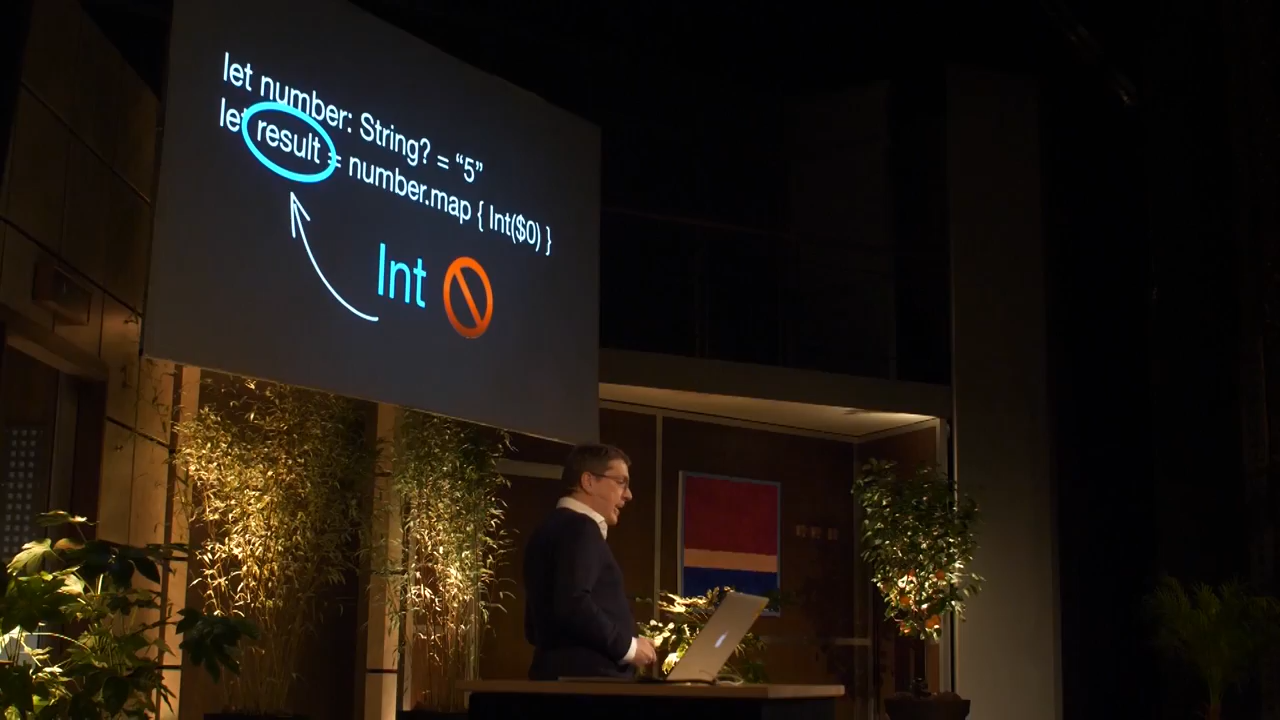 let number: String? = “5”
let result = number.map { Int($0) }
Int